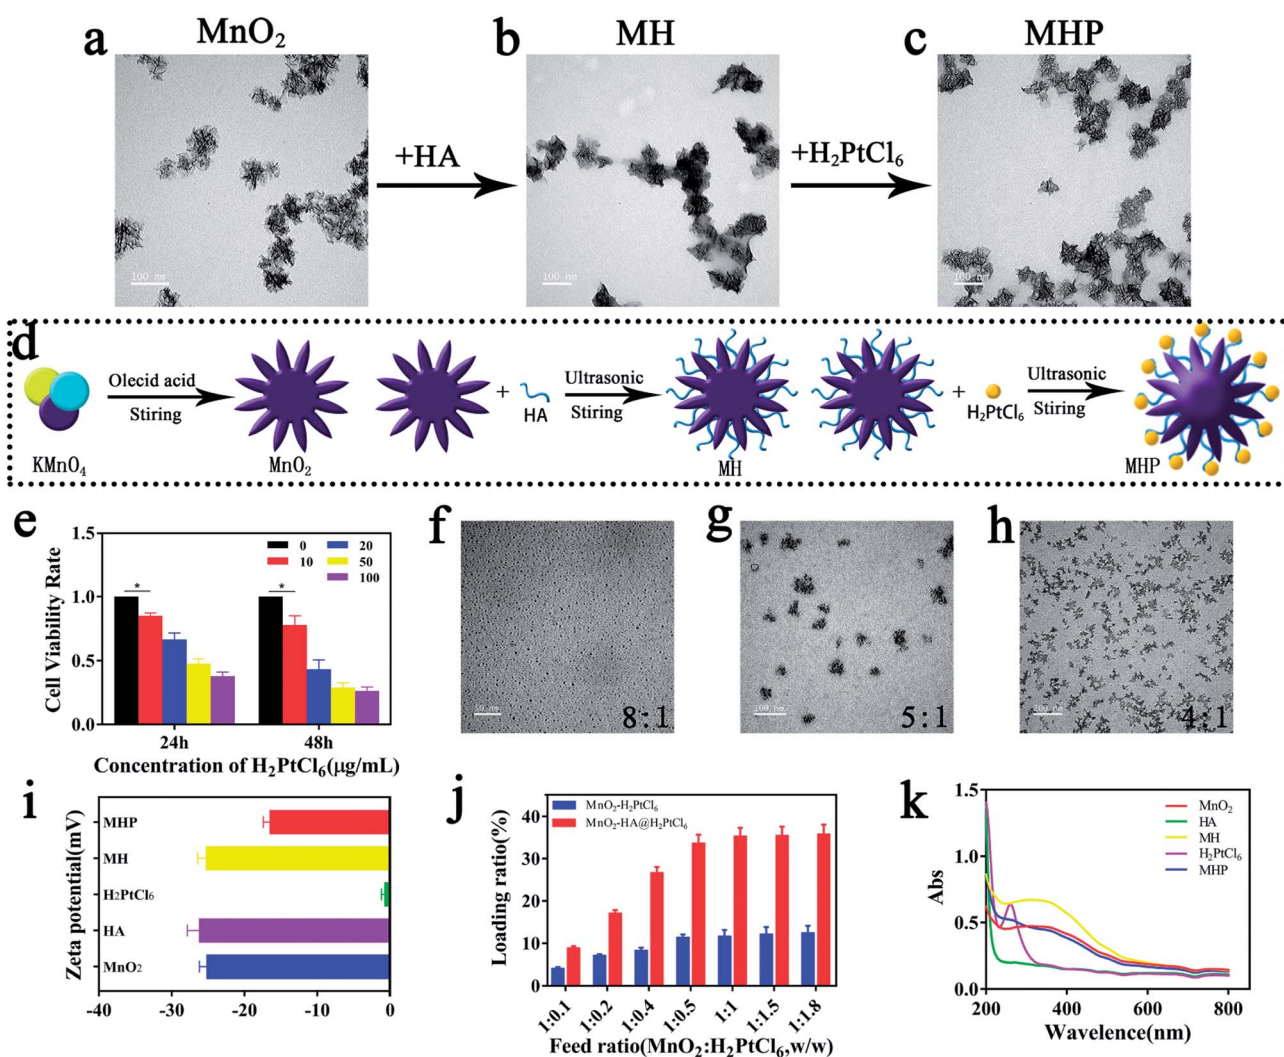 a
MnO₂
b
MH
c
MHP
+HA
+H₂PtCl₆
100 nm
100 nm
100 nm
d
Olecid acid
Stiring
KMnO₄
MnO₂
+
HA
Ultrasonic
Stiring
MH
+
H₂PtCl₆
Ultrasonic
Stiring
MHP
e
Cell Viability Rate
1.5
1.0
0.5
0.0
0
10
20
50
100
*
*
24h
48h
Concentration of H₂PtCl₆(μg/mL)
f
50 nm
8:1
g
100 nm
5:1
h
200 nm
4:1
i
Zeta potential(mV)
MHP
MH
H₂PtCl₆
HA
MnO₂
-40
-30
-20
-10
0
j
Loading ratio(%)
40
30
20
10
0
MnO₂-H₂PtCl₆
MnO₂-HA@H₂PtCl₆
1:0.1
1:0.2
1:0.4
1:0.5
1:1
1:1.5
1:1.8
Feed ratio(MnO₂:H₂PtCl₆,w/w)
k
Abs
1.5
1.0
0.5
0.0
MnO₂
HA
MH
H₂PtCl₆
MHP
200
400
600
800
Wavelence(nm)